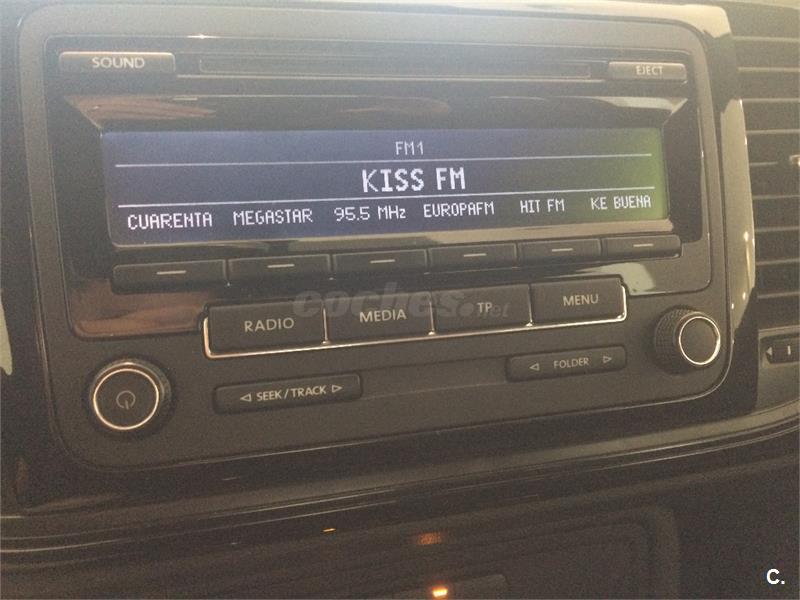 SOUND
EJECT
FM1
KISS FM
CUARENTA MEGASTAR 95.5 MHz EUROPAFM HIT FM KE BUENA
RADIO MEDIA TP MENU
coches.net
SEEK/TRACK
FOLDER
C.